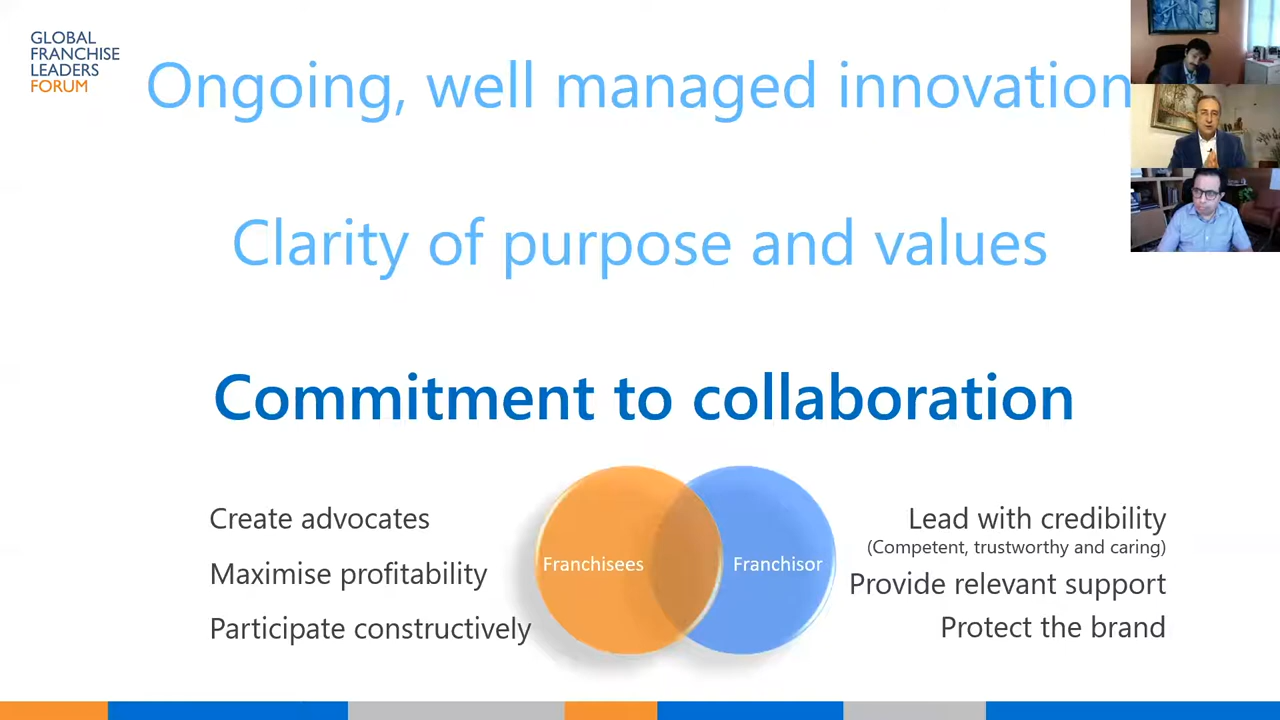 GLOBAL
FRANCHISE
LEADERS
FORUM
Ongoing, well managed innovation
Clarity of purpose and values
Commitment to collaboration
Create advocates
Maximise profitability
Participate constructively
Franchisees
Franchisor
Lead with credibility
(Competent, trustworthy and caring)
Provide relevant support
Protect the brand